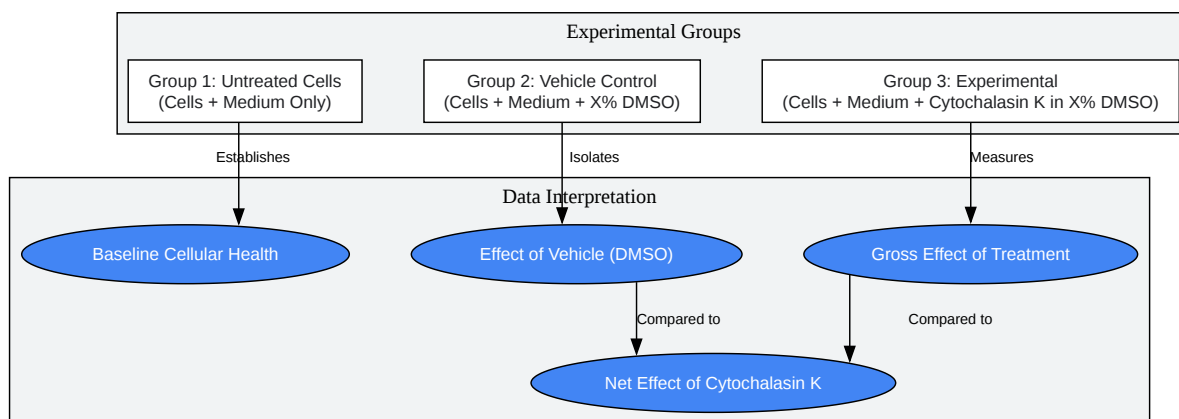 Experimental Groups
Group 1: Untreated Cells
(Cells + Medium Only)
Group 2: Vehicle Control
(Cells + Medium + X% DMSO)
Group 3: Experimental
(Cells + Medium + Cytochalasin K in X% DMSO)
Establishes
Isolates
Measures
Data Interpretation
Baseline Cellular Health
Effect of Vehicle (DMSO)
Gross Effect of Treatment
Compared to
Compared to
Net Effect of Cytochalasin K